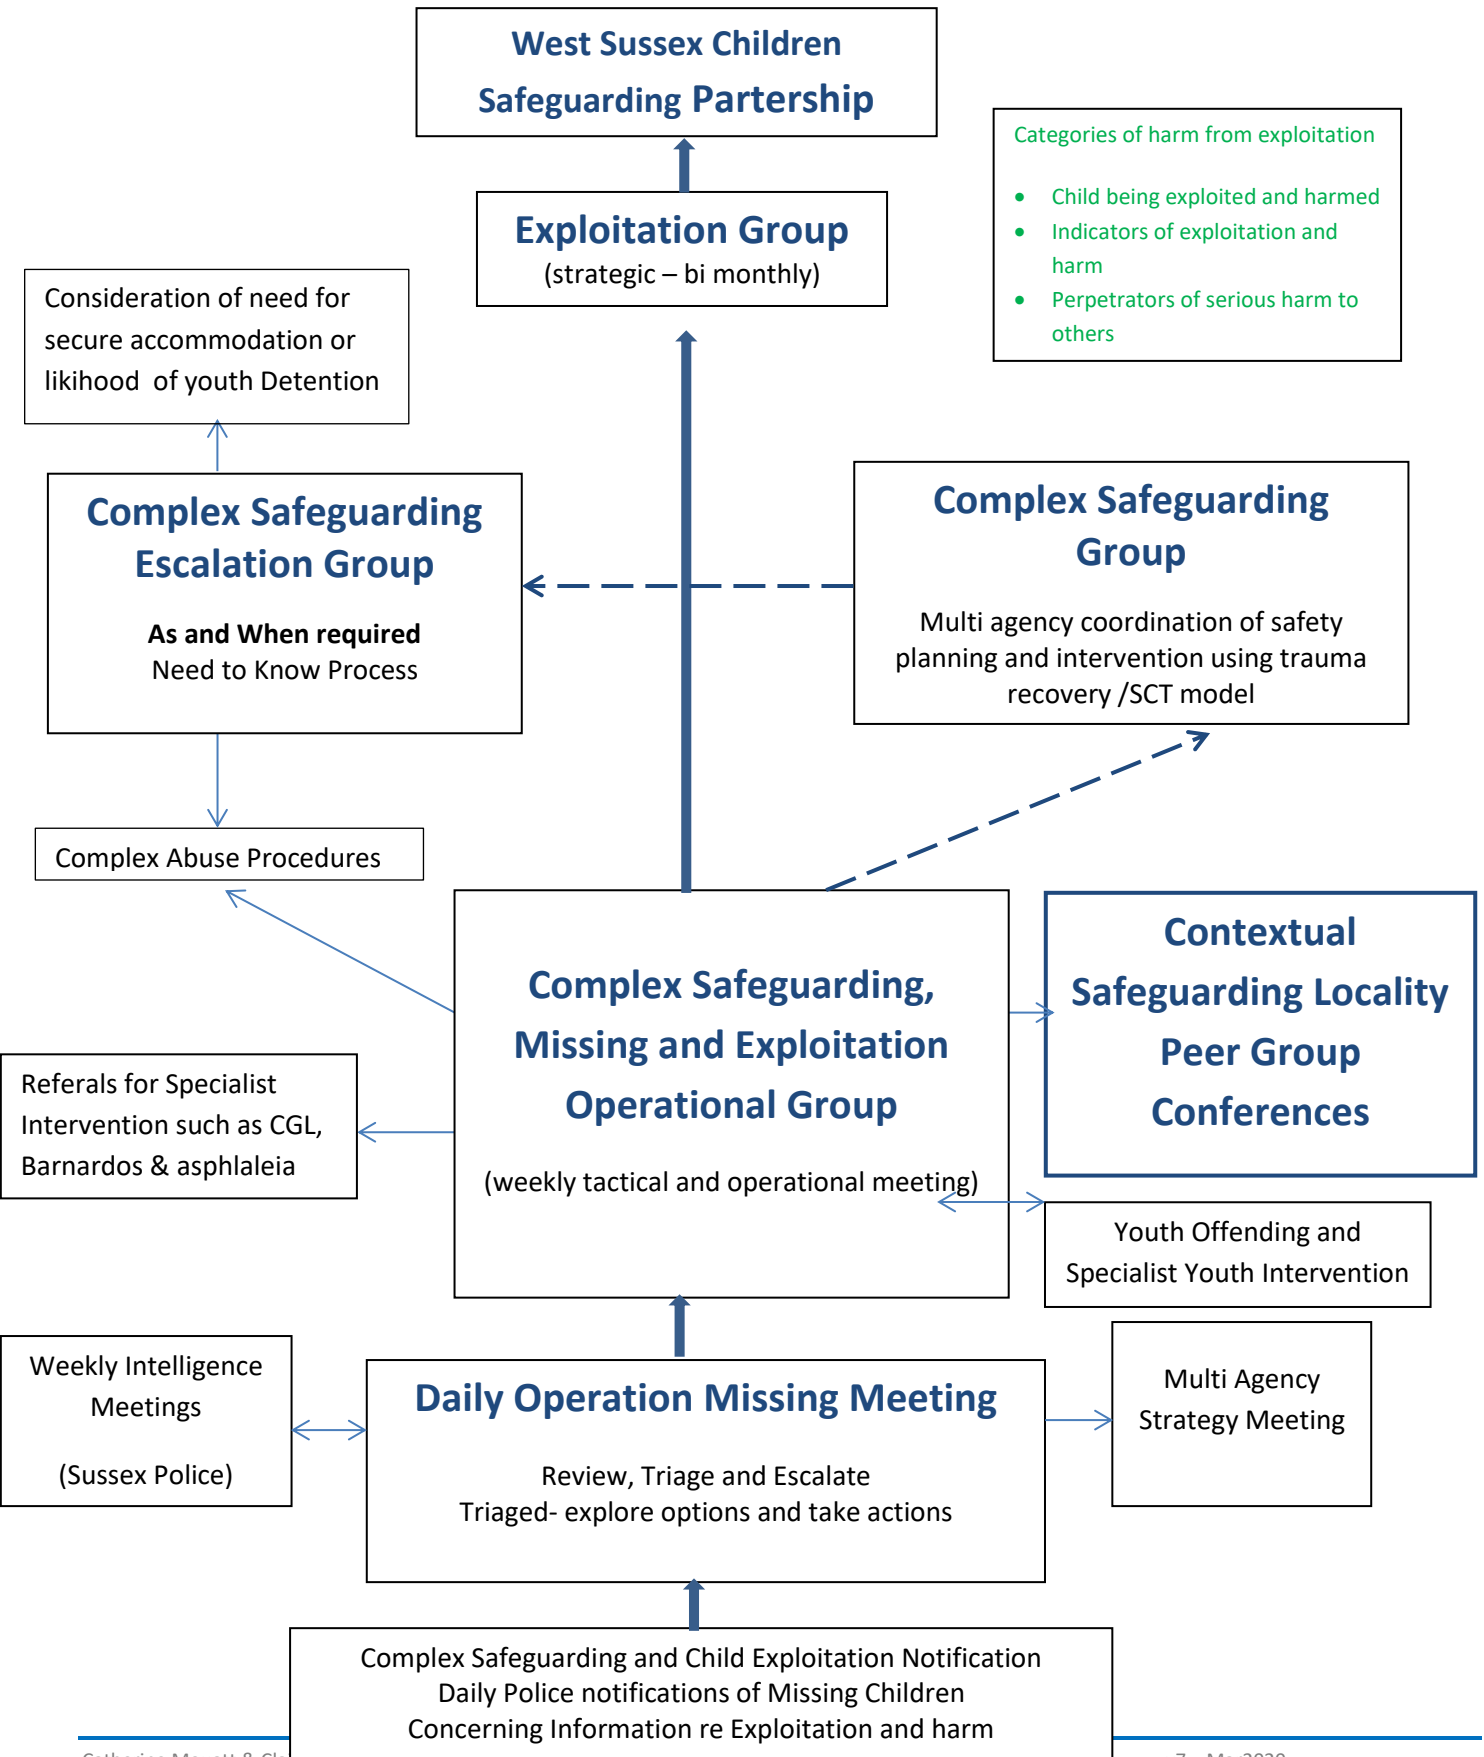 West Sussex Children
Safeguarding Partership
Categories of harm from exploitation
• Child being exploited and harmed
• Indicators of exploitation and
harm
• Perpetrators of serious harm to
others
Exploitation Group
(strategic – bi monthly)
Consideration of need for
secure accommodation or
likihood of youth Detention
Complex Safeguarding
Escalation Group
As and When required
Need to Know Process
Complex Safeguarding
Group
Multi agency coordination of safety
planning and intervention using trauma
recovery /SCT model
Complex Abuse Procedures
Complex Safeguarding,
Missing and Exploitation
Operational Group
(weekly tactical and operational meeting)
Contextual
Safeguarding Locality
Peer Group
Conferences
Referals for Specialist
Intervention such as CGL,
Barnardos & asphlaleia
Youth Offending and
Specialist Youth Intervention
Weekly Intelligence
Meetings
(Sussex Police)
Daily Operation Missing Meeting
Review, Triage and Escalate
Triaged- explore options and take actions
Multi Agency
Strategy Meeting
Complex Safeguarding and Child Exploitation Notification
Daily Police notifications of Missing Children
Concerning Information re Exploitation and harm